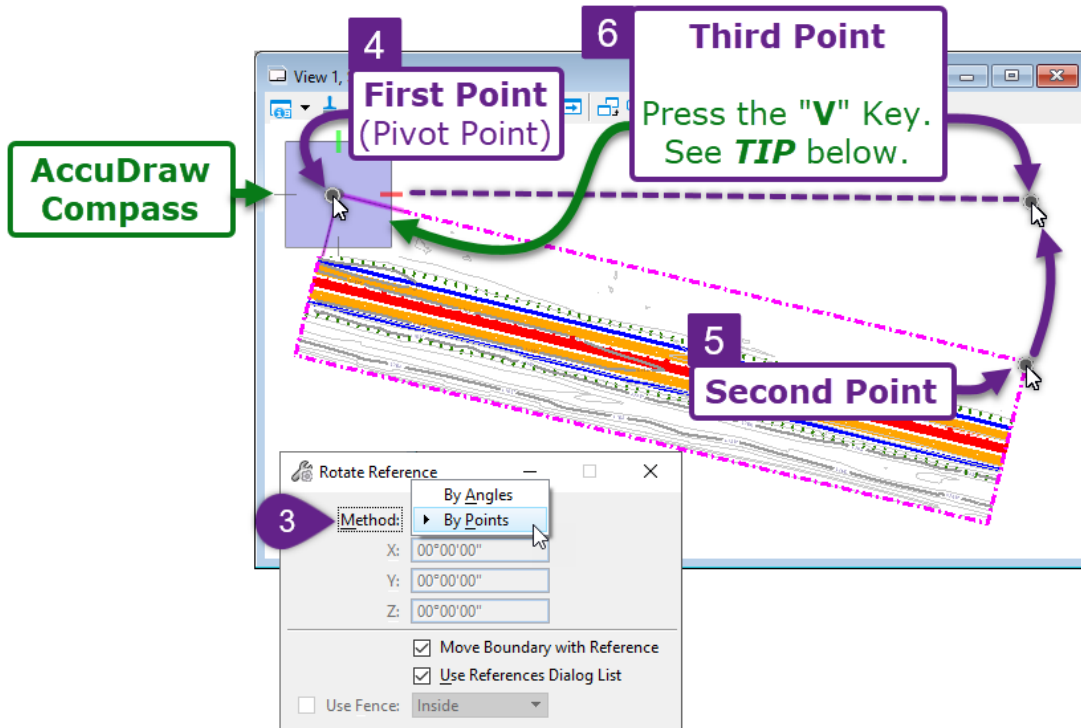 4
6
View 1,
First Point
(Pivot Point)
Third Point
Press the "V" Key.
See TIP below.
AccuDraw
Compass
5
Second Point
Rotate Reference
3
Method:
By Angles
By Points
X: 00°00'00"
Y: 00°00'00"
Z: 00°00'00"
Move Boundary with Reference
Use References Dialog List
Use Fence: Inside